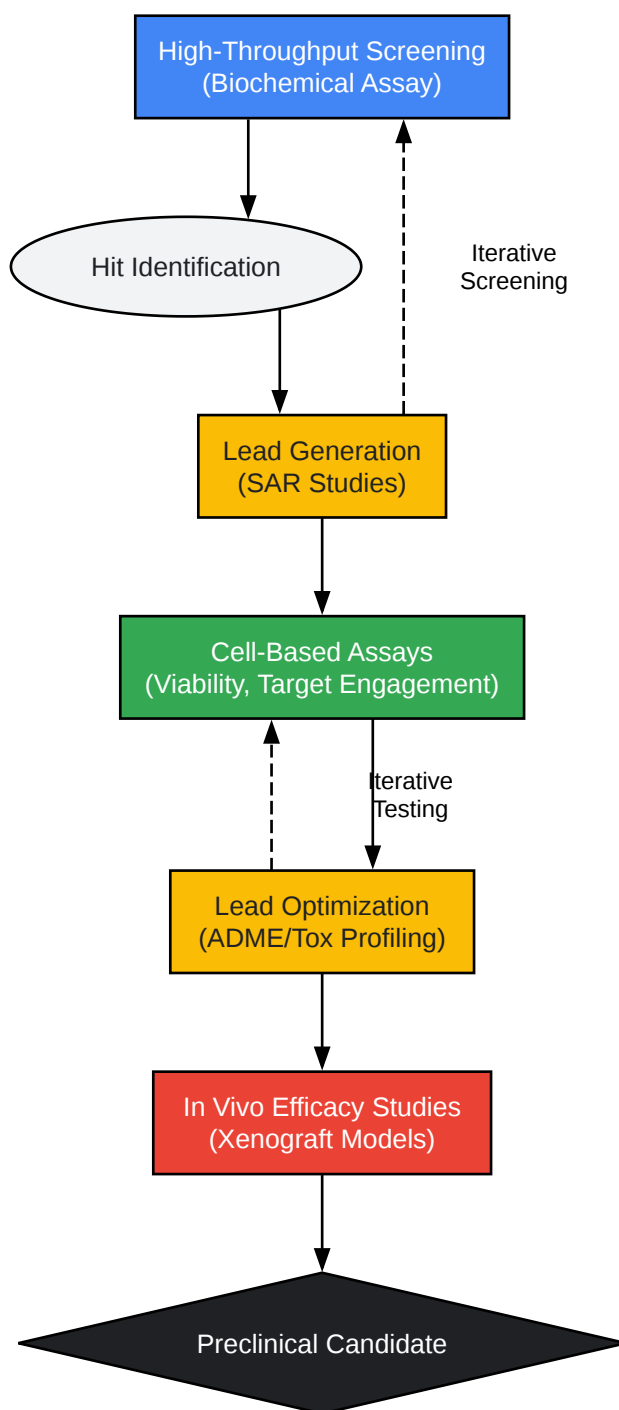 High-Throughput Screening
(Biochemical Assay)
Hit Identification
Iterative
Screening
Lead Generation
(SAR Studies)
Cell-Based Assays
(Viability, Target Engagement)
Iterative
Testing
Lead Optimization
(ADME/Tox Profiling)
In Vivo Efficacy Studies
(Xenograft Models)
Preclinical Candidate